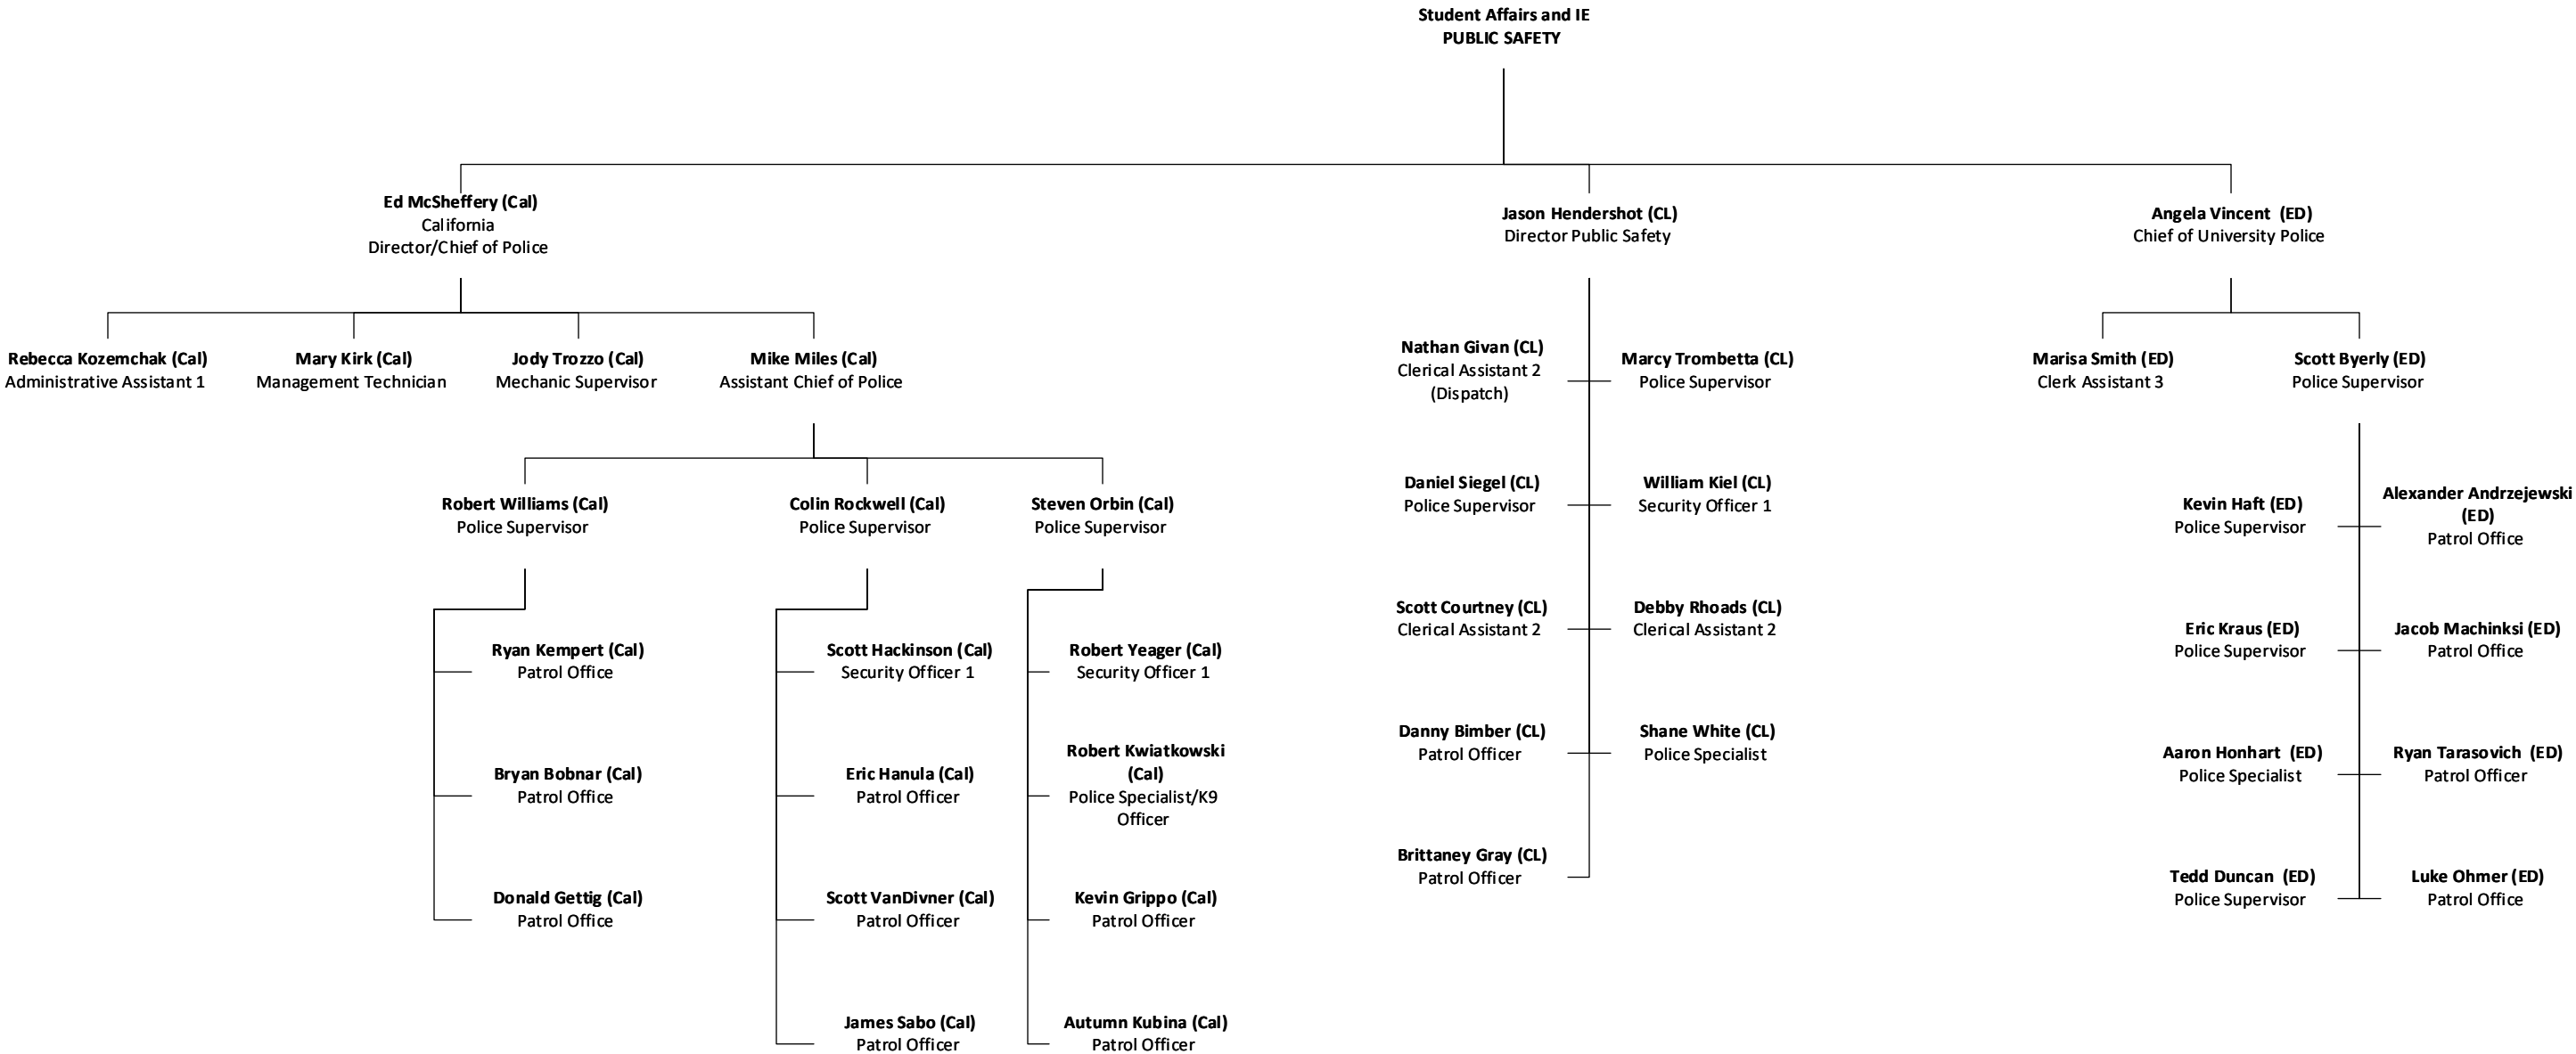 Student Affairs and IE
PUBLIC SAFETY
Ed McSheffery (Cal)
California
Director/Chief of Police
Jason Hendershot (CL)
Director Public Safety
Angela Vincent (ED)
Chief of University Police
Rebecca Kozemchak (Cal)
Administrative Assistant 1
Mary Kirk (Cal)
Management Technician
Jody Trozzo (Cal)
Mechanic Supervisor
Mike Miles (Cal)
Assistant Chief of Police
Robert Williams (Cal)
Police Supervisor
Colin Rockwell (Cal)
Police Supervisor
Steven Orbin (Cal)
Police Supervisor
Ryan Kempert (Cal)
Patrol Office
Bryan Bobnar (Cal)
Patrol Office
Donald Gettig (Cal)
Patrol Office
Scott Hackinson (Cal)
Security Officer 1
Eric Hanula (Cal)
Patrol Officer
Scott VanDivner (Cal)
Patrol Officer
James Sabo (Cal)
Patrol Officer
Robert Yeager (Cal)
Security Officer 1
Robert Kwiatkowski
(Cal)
Police Specialist/K9
Officer
Kevin Grippo (Cal)
Patrol Officer
Autumn Kubina (Cal)
Patrol Officer
Nathan Givan (CL)
Clerical Assistant 2
(Dispatch)
Marcy Trombetta (CL)
Police Supervisor
Daniel Siegel (CL)
Police Supervisor
William Kiel (CL)
Security Officer 1
Scott Courtney (CL)
Clerical Assistant 2
Debby Rhoads (CL)
Clerical Assistant 2
Danny Bimber (CL)
Patrol Officer
Shane White (CL)
Police Specialist
Brittaney Gray (CL)
Patrol Officer
Marisa Smith (ED)
Clerk Assistant 3
Scott Byerly (ED)
Police Supervisor
Kevin Haft (ED)
Police Supervisor
Alexander Andrzejewski
(ED)
Patrol Office
Eric Kraus (ED)
Police Supervisor
Jacob Machinksi (ED)
Patrol Office
Aaron Honhart (ED)
Police Specialist
Ryan Tarasovich (ED)
Patrol Officer
Tedd Duncan (ED)
Police Supervisor
Luke Ohmer (ED)
Patrol Office